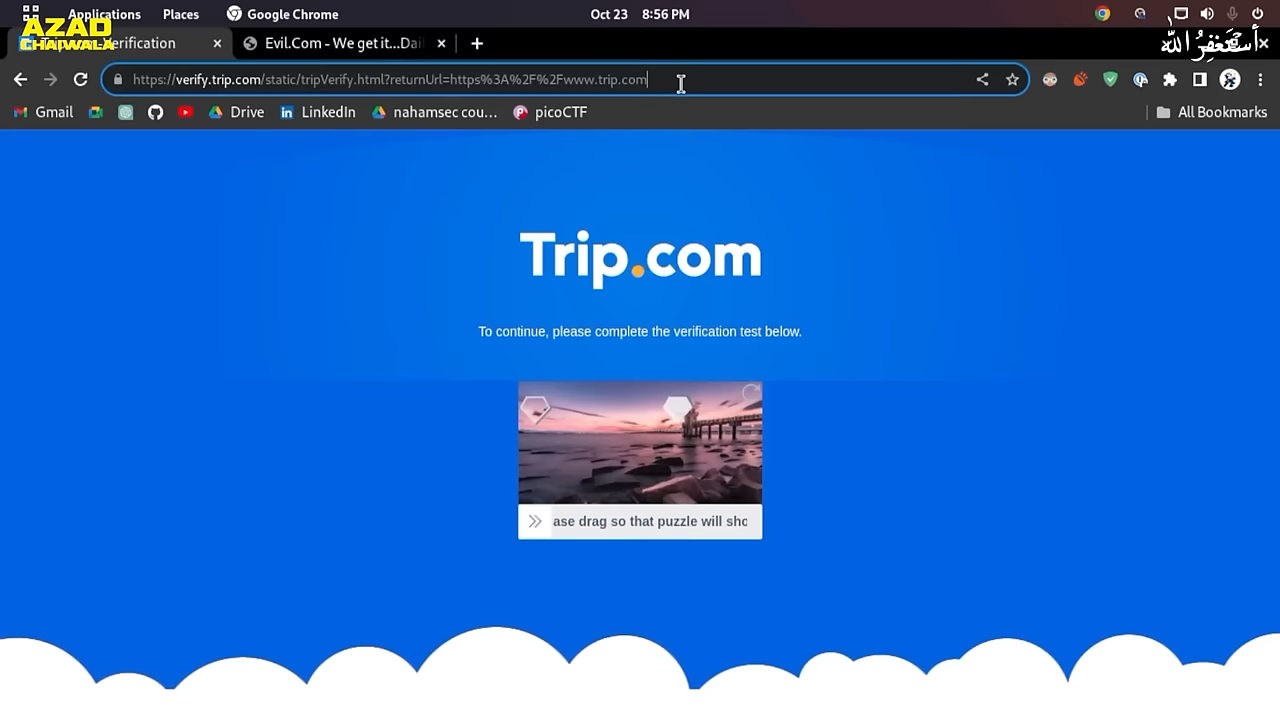 Applications Places Google Chrome Oct 23 8:56 PM
AZAD
CHAIWALA
أستغفر الله
Verification Evil.Com - We get it...Dai
https://verify.trip.com/static/tripVerify.html?returnUrl=https%3A%2F%2Fwww.trip.com
Gmail Drive LinkedIn nahamsec cou... picoCTF All Bookmarks
Trip.com
To continue, please complete the verification test below.
ase drag so that puzzle will sho